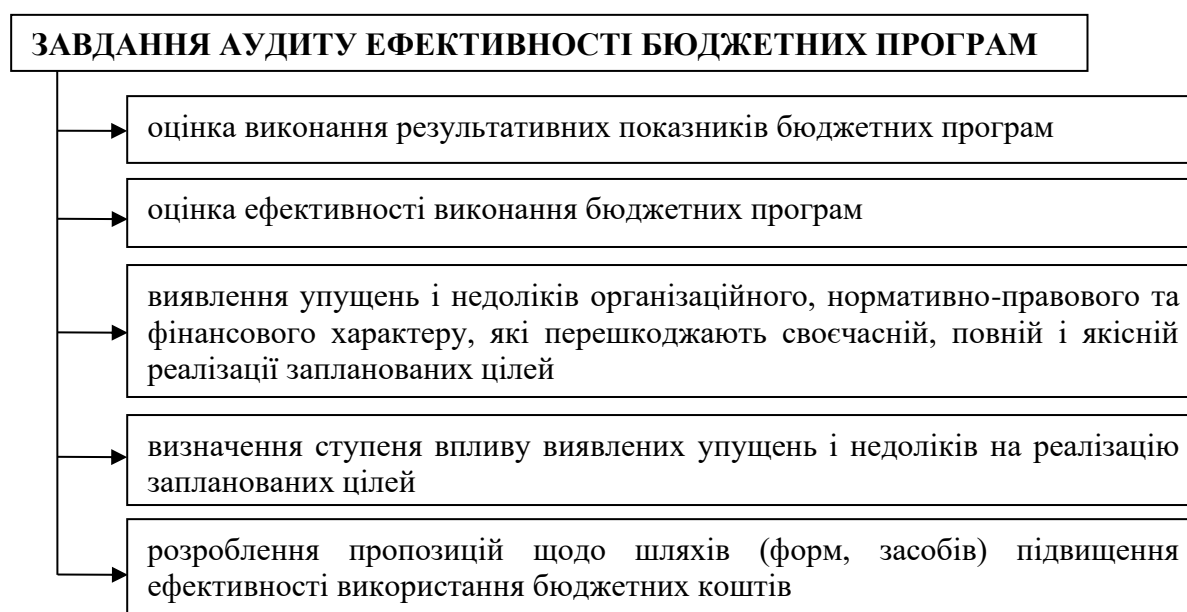 ЗАВДАННЯ АУДИТУ ЕФЕКТИВНОСТІ БЮДЖЕТНИХ ПРОГРАМ
оцінка виконання результативних показників бюджетних програм
оцінка ефективності виконання бюджетних програм
виявлення упущень і недоліків організаційного, нормативно-правового та
фінансового характеру, які перешкоджають своєчасній, повній і якісній
реалізації запланованих цілей
визначення ступеня впливу виявлених упущень і недоліків на реалізацію
запланованих цілей
розроблення пропозицій щодо шляхів (форм, засобів) підвищення
ефективності використання бюджетних коштів